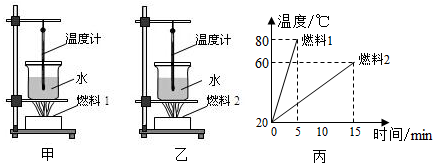 温度计
水
燃料 1
甲
温度计
水
燃料 2
乙
温度/℃
80
60
20
燃料1
燃料2
0 5 10 15 时间/min
丙